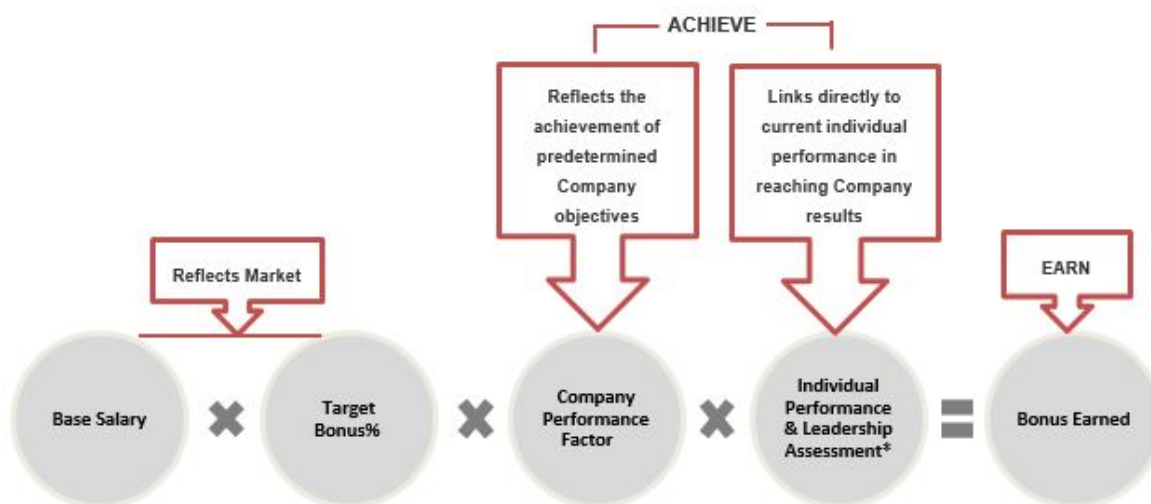 ACHIEVE
Reflects the
achievement of
predetermined
Company
objectives
Links directly to
current individual
performance in
reaching Company
results
Reflects Market
EARN
Base Salary
Target
Bonus%
Company
Performance
Factor
Individual
Performance
& Leadership
Assessment*
Bonus Earned